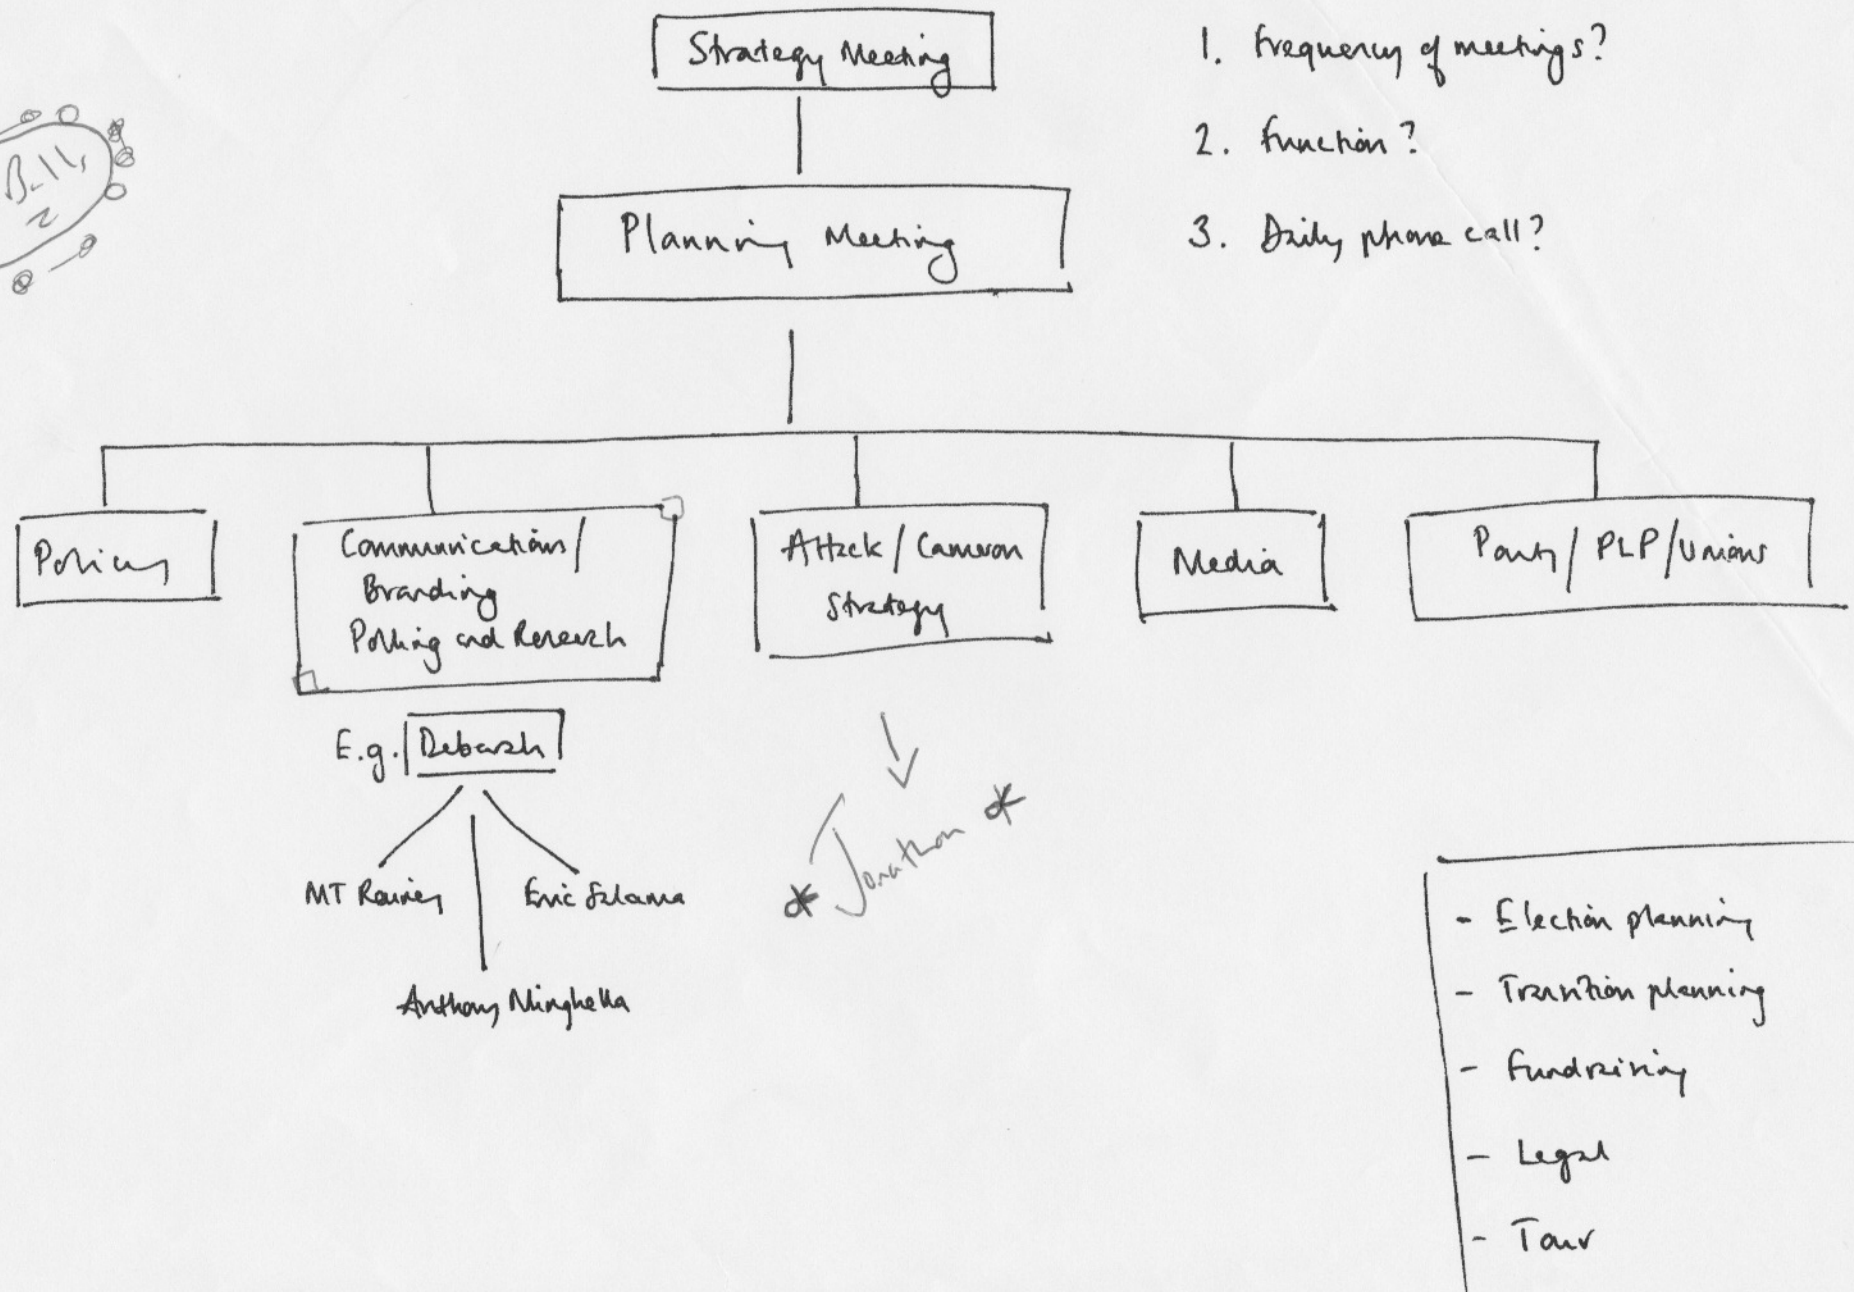 Strategy Meeting
1. Frequency of meetings?
2. Function?
3. Daily phone call?
Planning Meeting
Policy
Communications/
Branding
Polling and Research
Attack/Cameron
Strategy
Media
Party/PLP/Unions
E.g. Deborah
MT Rainey
Eric Salama
Anthony Minghella
* Jonathon *
- Election planning
- Transition planning
- Fundraising
- Legal
- Tour